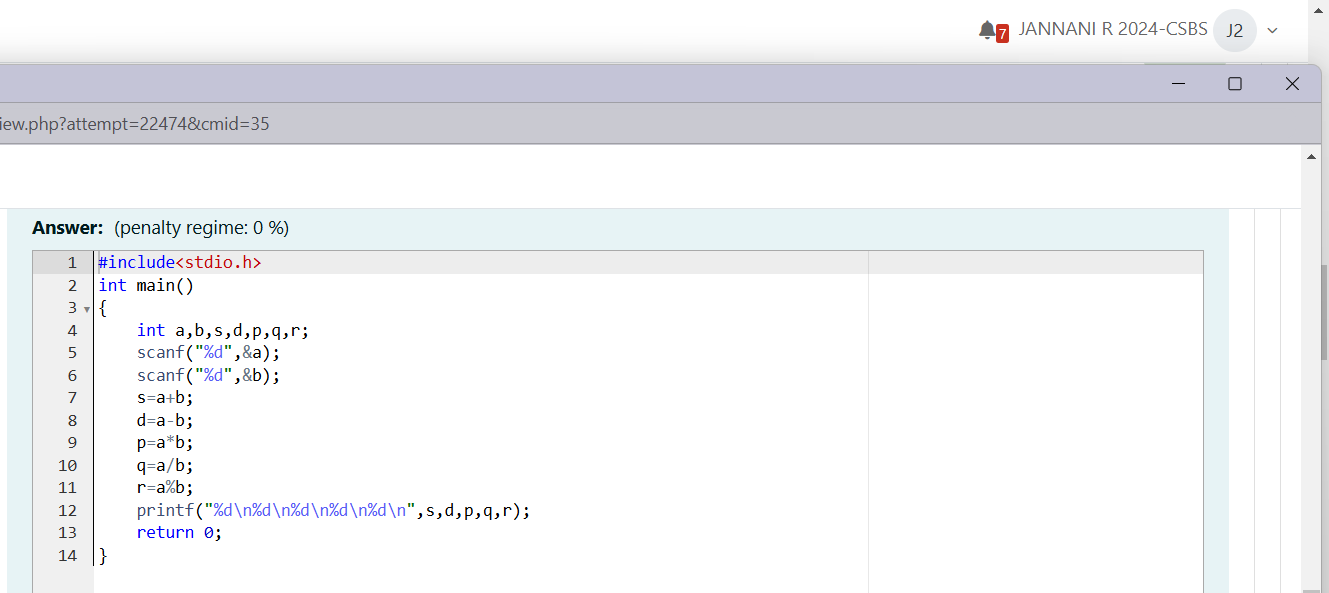 7 JANNANI R 2024-CSBS J2
iew.php?attempt=22474&cmid=35
Answer: (penalty regime: 0 %)
1 #include<stdio.h>
2 int main()
3 {
4 int a,b,s,d,p,q,r;
5 scanf("%d",&a);
6 scanf("%d",&b);
7 s=a+b;
8 d=a-b;
9 p=a*b;
10 q=a/b;
11 r=a%b;
12 printf("%d\n%d\n%d\n%d\n%d\n",s,d,p,q,r);
13 return 0;
14 }